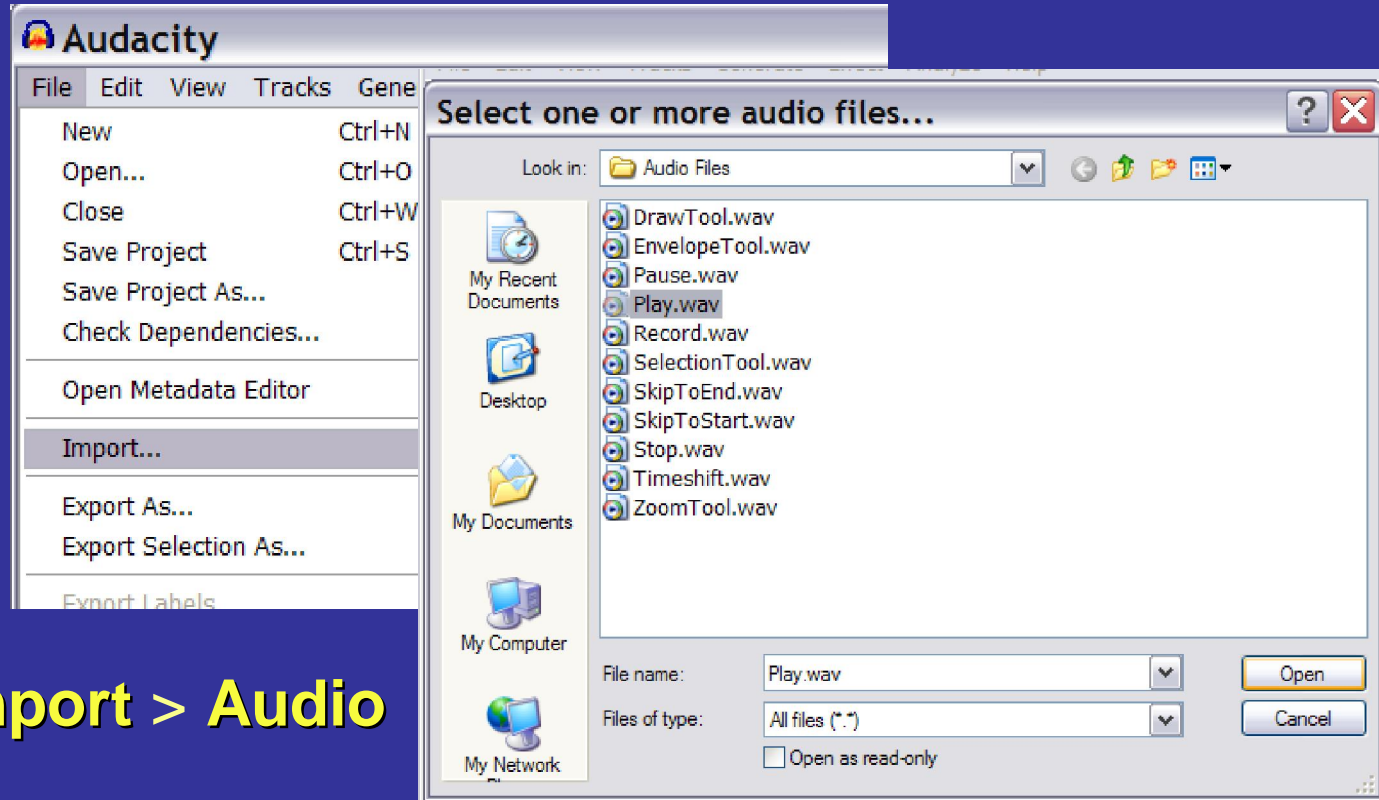 Audacity
File Edit View Tracks Gene
New Ctrl+N
Open... Ctrl+O
Close Ctrl+W
Save Project Ctrl+S
Save Project As...
Check Dependencies...
Open Metadata Editor
Import...
Export As...
Export Selection As...
Export Labels
Select one or more audio files...
Look in: Audio Files
My Recent
Documents
Desktop
My Documents
My Computer
My Network
DrawTool.wav
EnvelopeTool.wav
Pause.wav
Play.wav
Record.wav
SelectionTool.wav
SkipToEnd.wav
SkipToStart.wav
Stop.wav
Timeshift.wav
ZoomTool.wav
File name: Play.wav Open
Files of type: All files (*.*) Cancel
Open as read-only
port > Audio